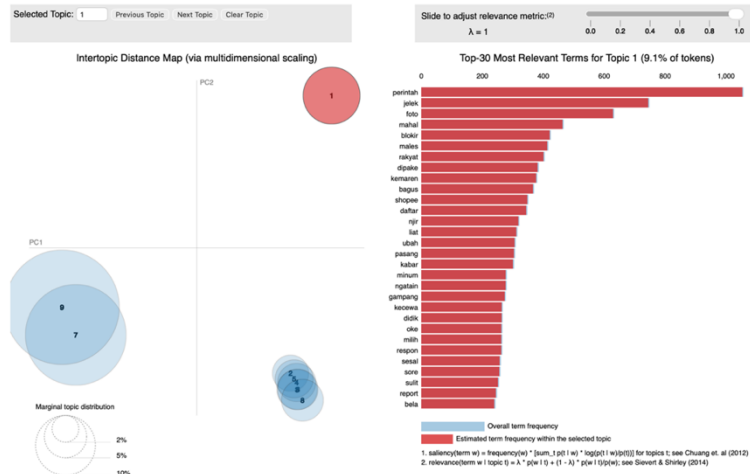 Selected Topic: 1 Previous Topic Next Topic Clear Topic
Slide to adjust relevance metric:(2)
λ = 1
0.0 0.2 0.4 0.6 0.8 1.0
Intertopic Distance Map (via multidimensional scaling)
PC2
PC1
1
9
7
2
8
Marginal topic distribution
2%
5%
10%
Top-30 Most Relevant Terms for Topic 1 (9.1% of tokens)
0 200 400 600 800 1,000
perintah
jelek
foto
mahal
blokir
males
rakyat
dipake
kemaren
bagus
shopee
daftar
njir
liat
ubah
pasang
kabar
minum
ngatain
gampang
kecewa
didik
oke
milih
respon
sesal
sore
sulit
report
bela
Overall term frequency
Estimated term frequency within the selected topic
1. saliency(term w) = frequency(w) * [sum_t p(t | w) * log(p(t | w)/p(t))] for topics t; see Chuang et. al (2012)
2. relevance(term w | topic t) = λ * p(w | t) + (1 - λ) * p(w | t)/p(w); see Sievert & Shirley (2014)